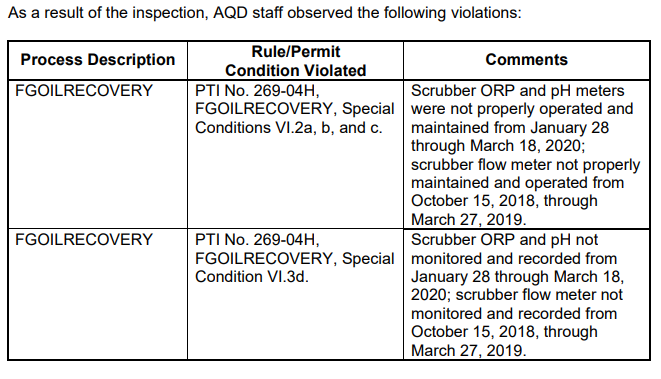 As a result of the inspection, AQD staff observed the following violations:
Process Description
Rule/Permit
Condition Violated
Comments
FGOILRECOVERY
PTI No. 269-04H,
FGOILRECOVERY, Special
Conditions VI.2a, b, and c.
Scrubber ORP and pH meters
were not properly operated and
maintained from January 28
through March 18, 2020;
scrubber flow meter not properly
maintained and operated from
October 15, 2018, through
March 27, 2019.
FGOILRECOVERY
PTI No. 269-04H,
FGOILRECOVERY, Special
Condition VI.3d.
Scrubber ORP and pH not
monitored and recorded from
January 28 through March 18,
2020; scrubber flow meter not
monitored and recorded from
October 15, 2018, through
March 27, 2019.